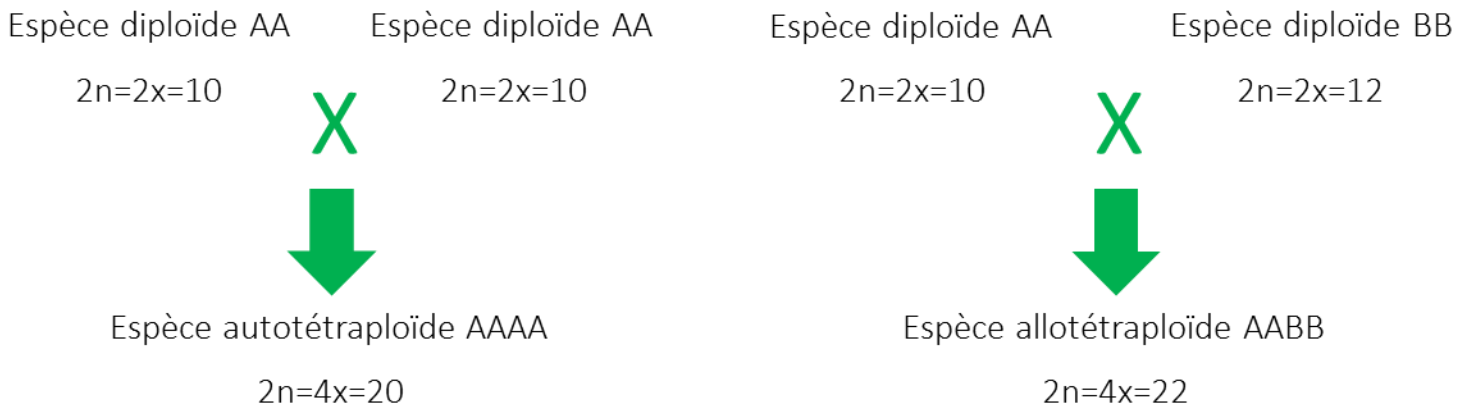 Espèce diploïde AA
Espèce diploïde AA
2n=2x=10
2n=2x=10
X
Espèce autotétraploïde AAAA
2n=4x=20
Espèce diploïde AA
Espèce diploïde BB
2n=2x=10
2n=2x=12
X
Espèce allotétraploïde AABB
2n=4x=22